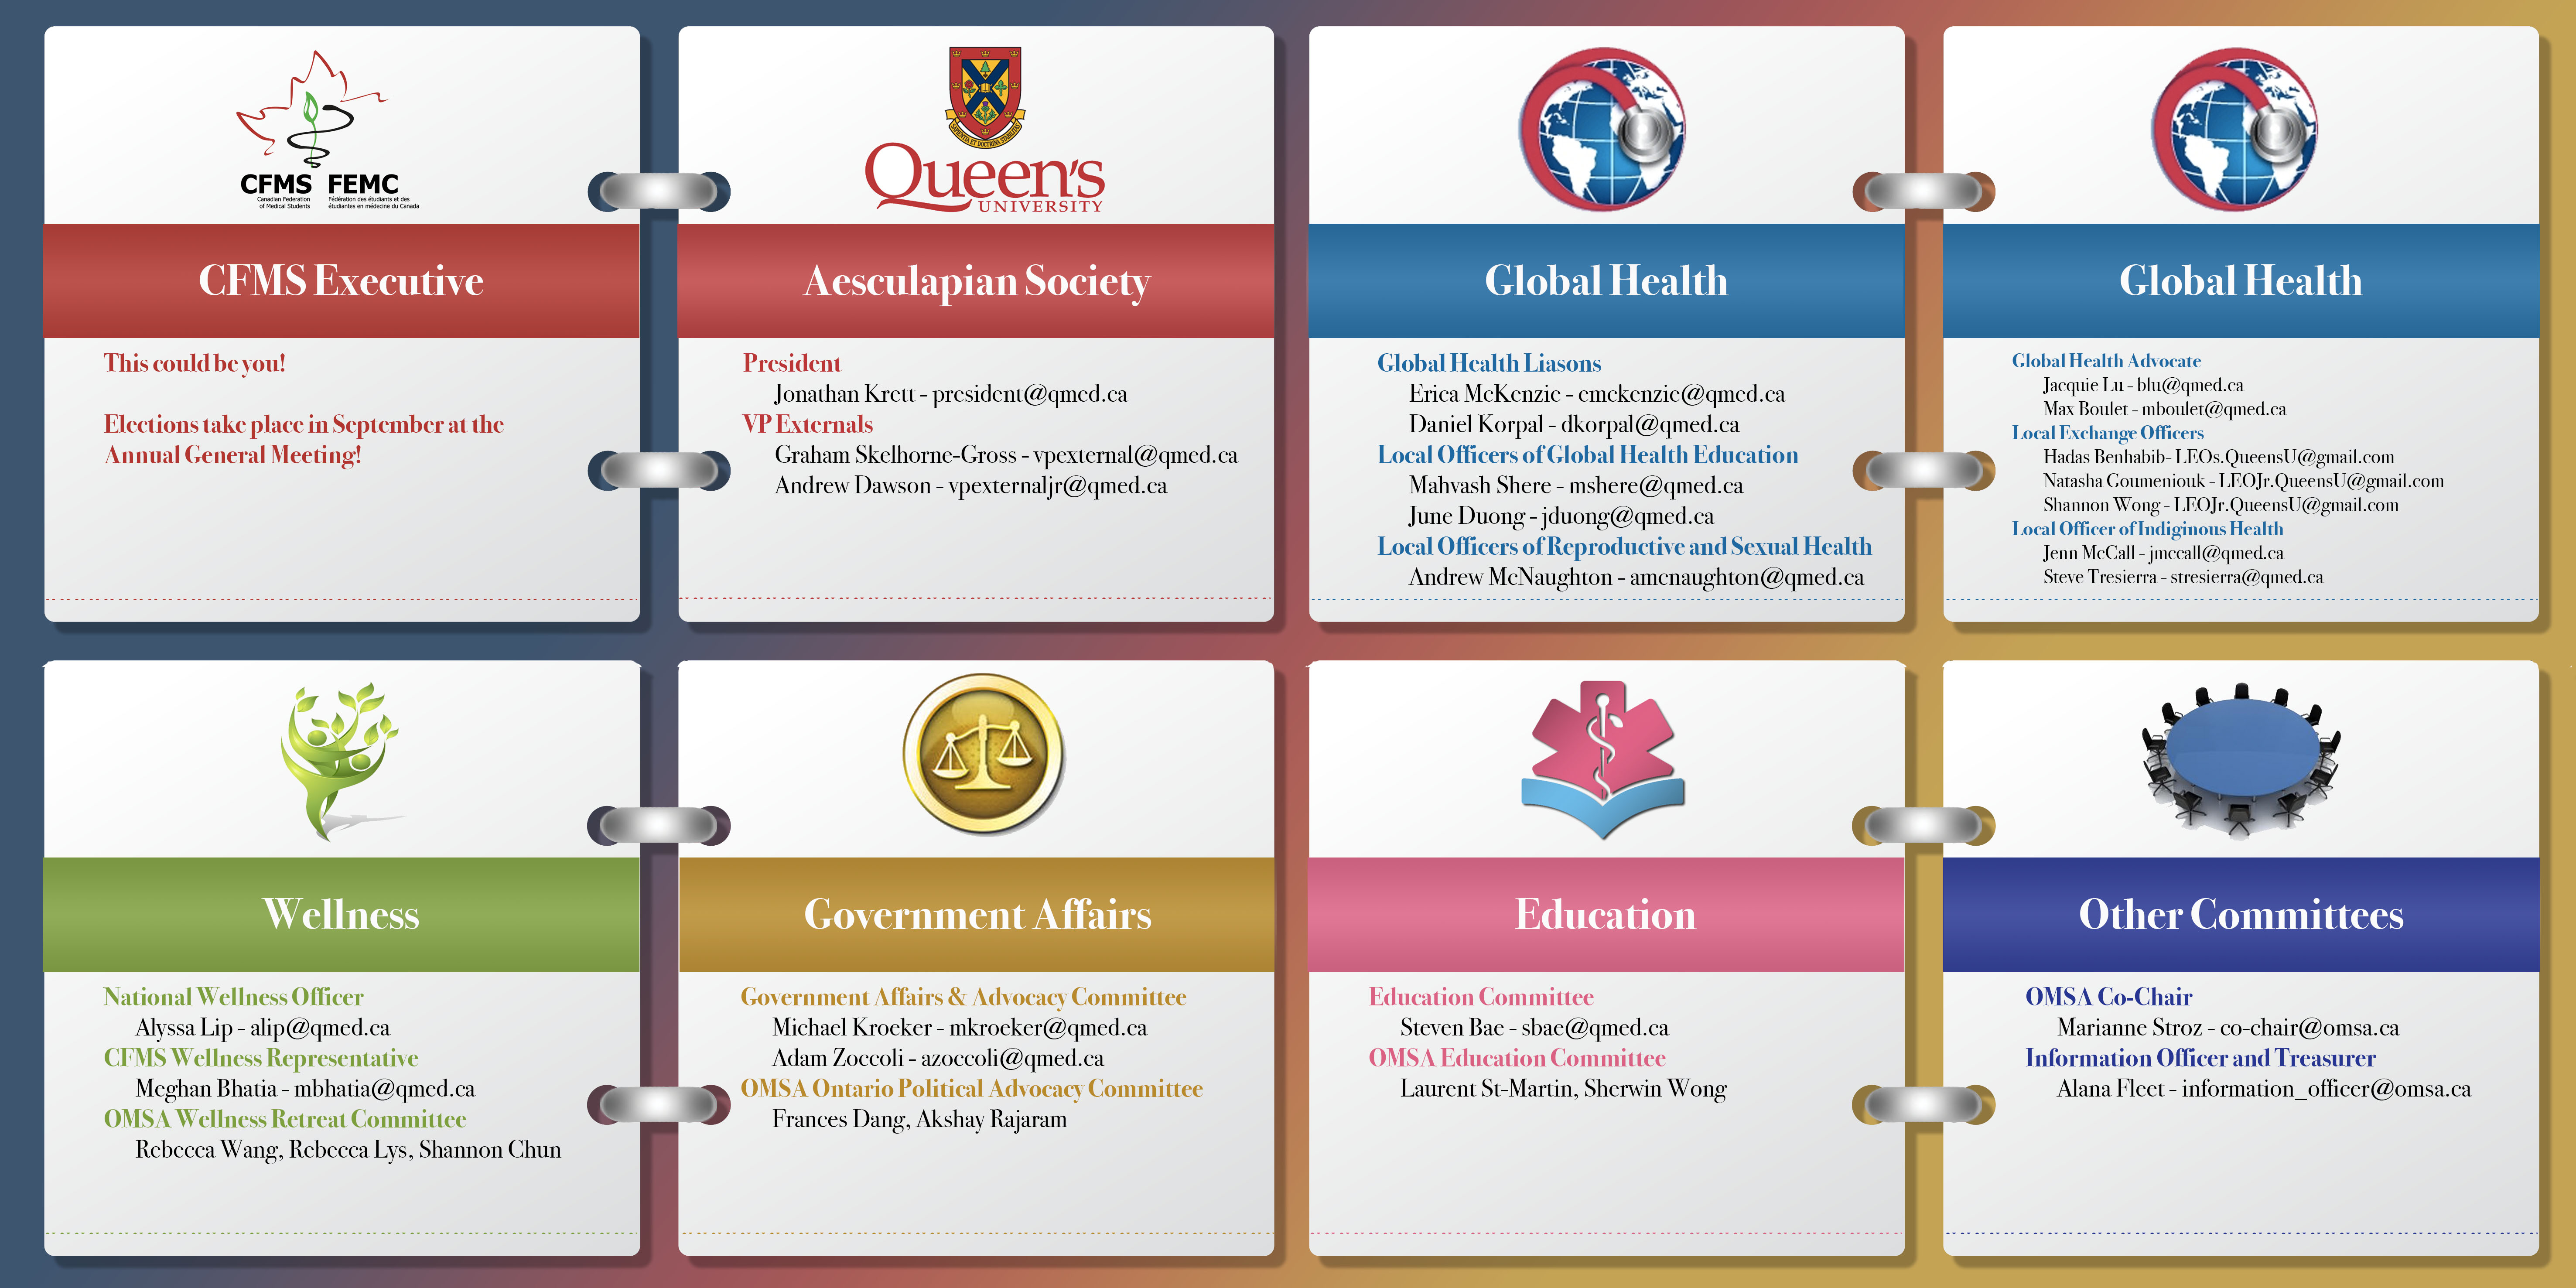 CFMS FEMC
Canadian Federation
of Medical Students
Fédération des étudiants et des
étudiantes en médecine du Canada
CFMS Executive
This could be you!
Elections take place in September at the
Annual General Meeting!
SAPIENTIA ET DOCTRINA STABILITAS
Queen's
UNIVERSITY
Aesculapian Society
President
Jonathan Krett - president@qmed.ca
VP Externals
Graham Skelhorne-Gross - vpexternal@qmed.ca
Andrew Dawson - vpexternaljr@qmed.ca
Global Health
Global Health Liasons
Erica McKenzie - emckenzie@qmed.ca
Daniel Korpal - dkorpal@qmed.ca
Local Officers of Global Health Education
Mahvash Shere - mshere@qmed.ca
June Duong - jduong@qmed.ca
Local Officers of Reproductive and Sexual Health
Andrew McNaughton - amcnaughton@qmed.ca
Global Health
Global Health Advocate
Jacquie Lu - blu@qmed.ca
Max Boulet - mboulet@qmed.ca
Local Exchange Officers
Hadas Benhabib- LEOs.QueensU@gmail.com
Natasha Goumeniouk - LEOJr.QueensU@gmail.com
Shannon Wong - LEOJr.QueensU@gmail.com
Local Officer of Indiginous Health
Jenn McCall - jmccall@qmed.ca
Steve Tresierra - stresierra@qmed.ca
Wellness
National Wellness Officer
Alyssa Lip - alip@qmed.ca
CFMS Wellness Representative
Meghan Bhatia - mbhatia@qmed.ca
OMSA Wellness Retreat Committee
Rebecca Wang, Rebecca Lys, Shannon Chun
Government Affairs
Government Affairs & Advocacy Committee
Michael Kroeker - mkroeker@qmed.ca
Adam Zoccoli - azoccoli@qmed.ca
OMSA Ontario Political Advocacy Committee
Frances Dang, Akshay Rajaram
Education
Education Committee
Steven Bae - sbae@qmed.ca
OMSA Education Committee
Laurent St-Martin, Sherwin Wong
Other Committees
OMSA Co-Chair
Marianne Stroz - co-chair@omsa.ca
Information Officer and Treasurer
Alana Fleet - information_officer@omsa.ca